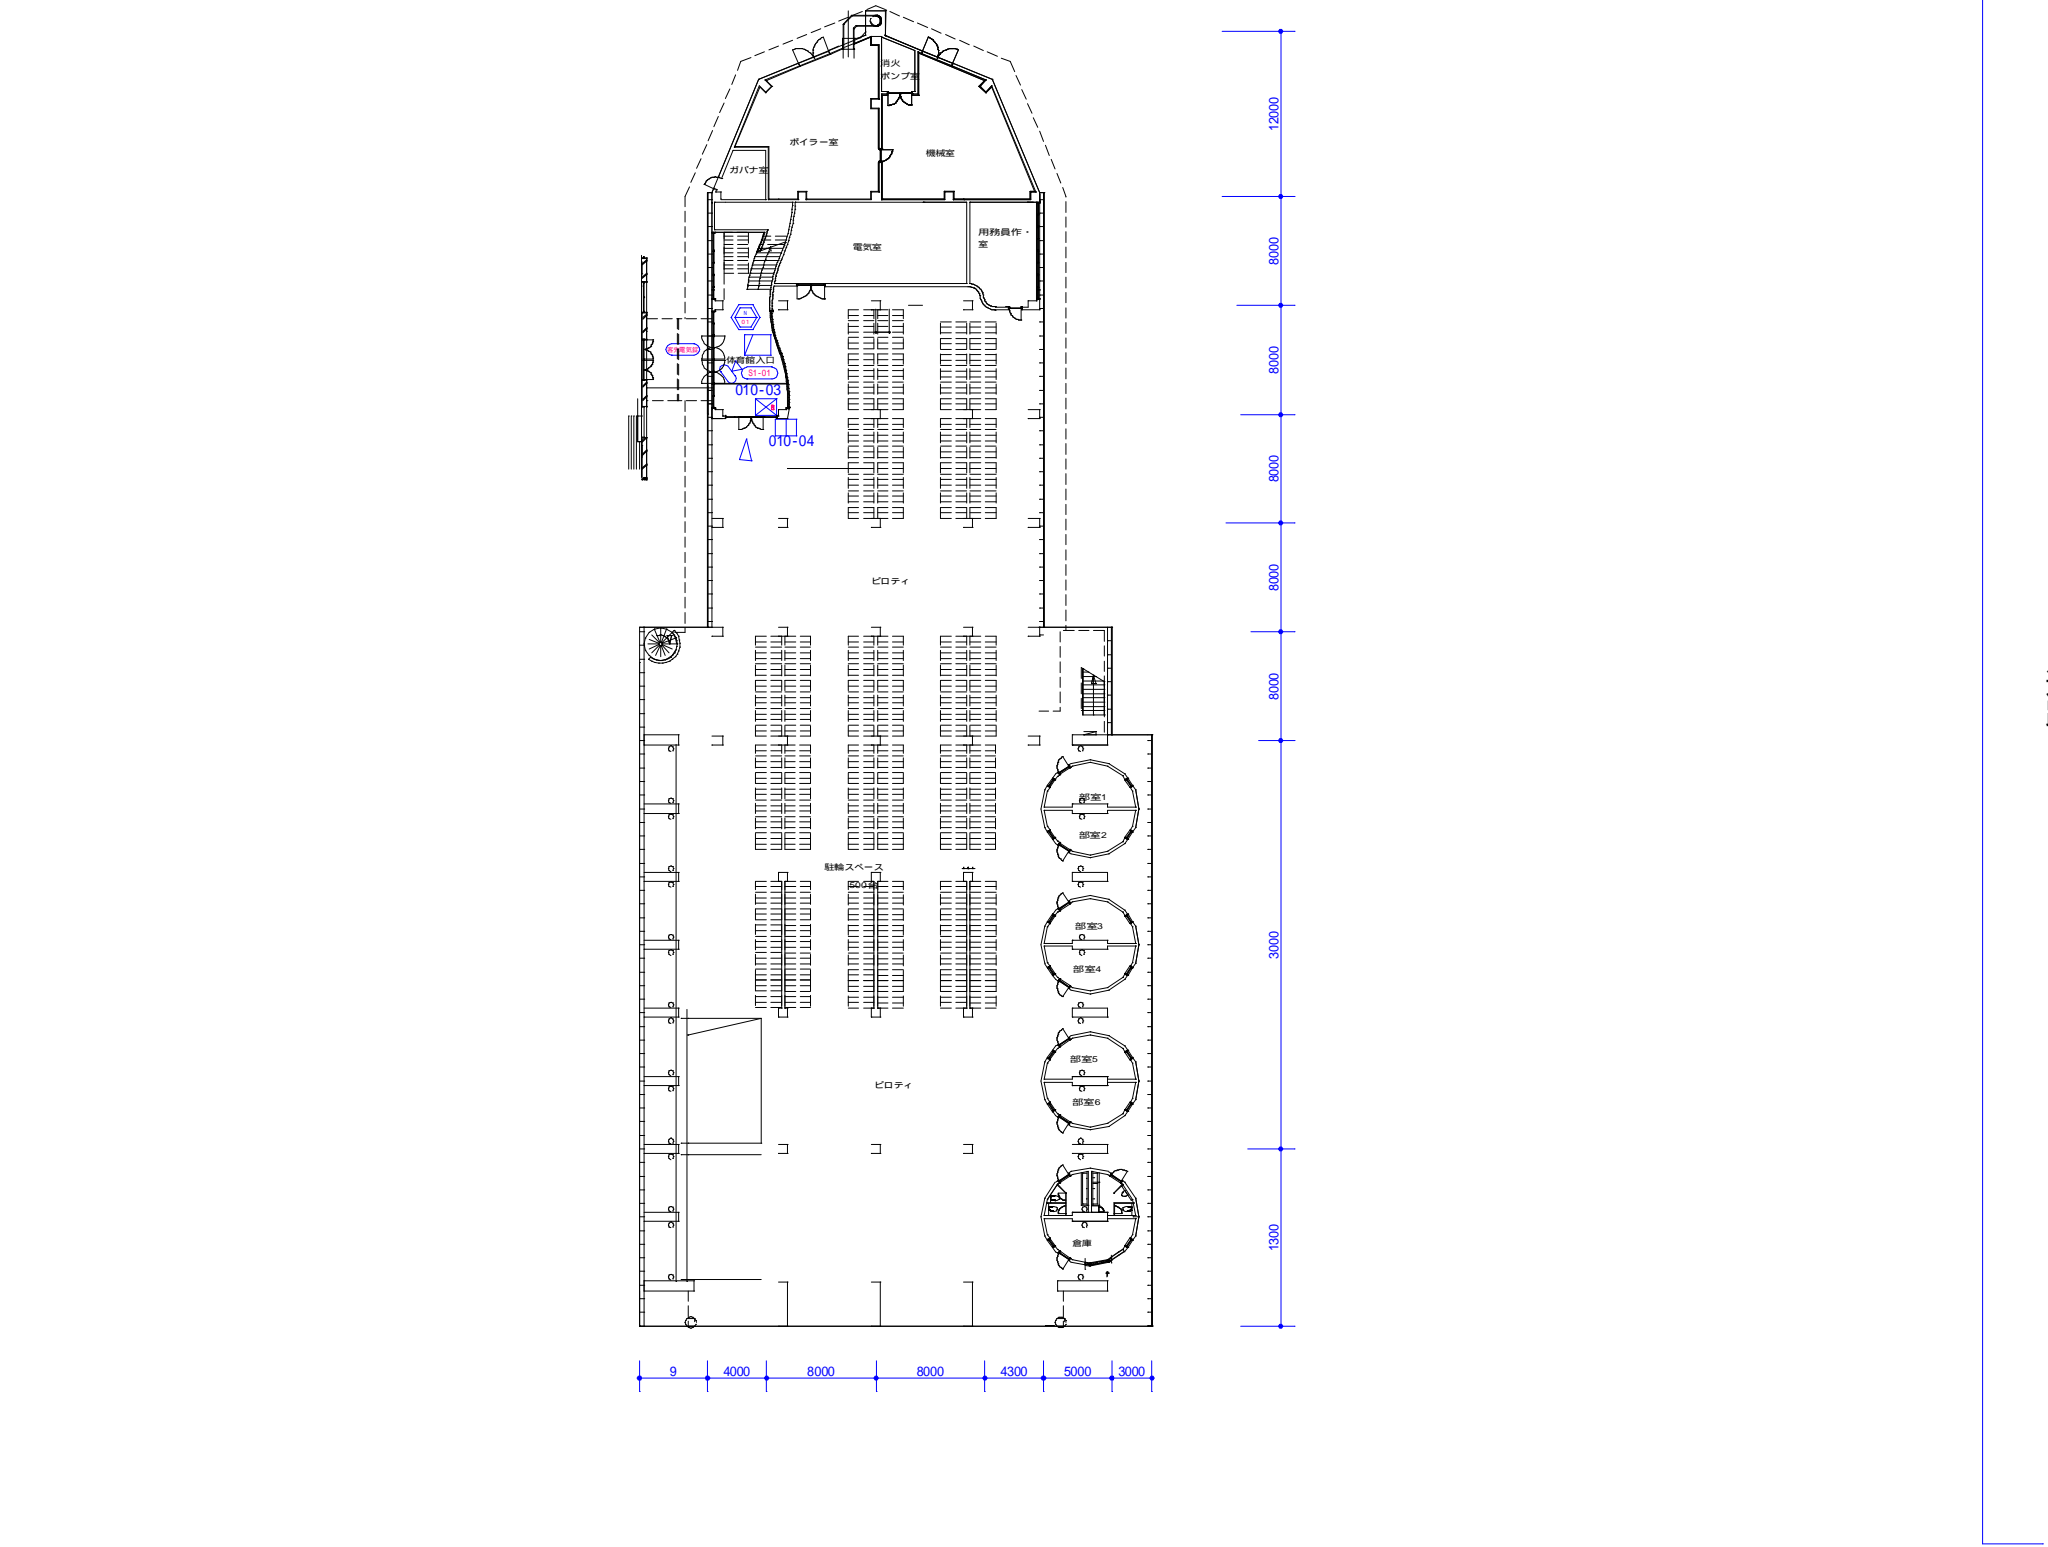 消火
ポンプ室
12000
ボイラー室
機械室
ガバナ室
用務員作・
室
電気室
8000
N
01
8000
体育館入口
S1-01
010-03
010-04
8000
ピロティ
8000
8000
部室1
部室2
駐輪スペース
部室3
3000
部室4
部室5
ピロティ
部室6
倉庫
1300
9
4000
8000
8000
4300
5000
3000